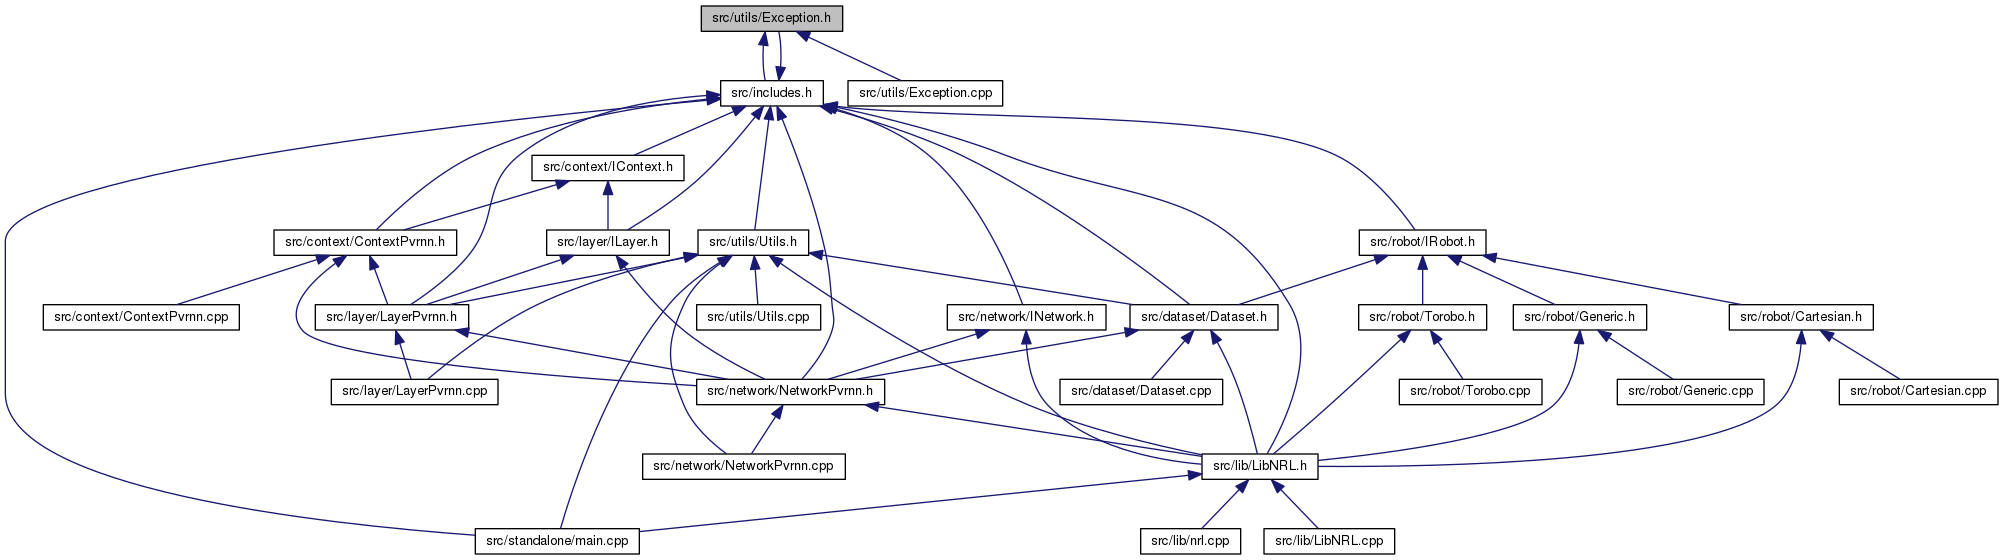 src/utils/Exception.h
src/includes.h
src/utils/Exception.cpp
src/context/IContext.h
src/context/ContextPvrnn.h
src/layer/ILayer.h
src/utils/Utils.h
src/robot/IRobot.h
src/context/ContextPvrnn.cpp
src/layer/LayerPvrnn.h
src/utils/Utils.cpp
src/network/INetwork.h
src/dataset/Dataset.h
src/robot/Torobo.h
src/robot/Generic.h
src/robot/Cartesian.h
src/layer/LayerPvrnn.cpp
src/network/NetworkPvrnn.h
src/dataset/Dataset.cpp
src/robot/Torobo.cpp
src/robot/Generic.cpp
src/robot/Cartesian.cpp
src/network/NetworkPvrnn.cpp
src/lib/LibNRL.h
src/standalone/main.cpp
src/lib/nrl.cpp
src/lib/LibNRL.cpp